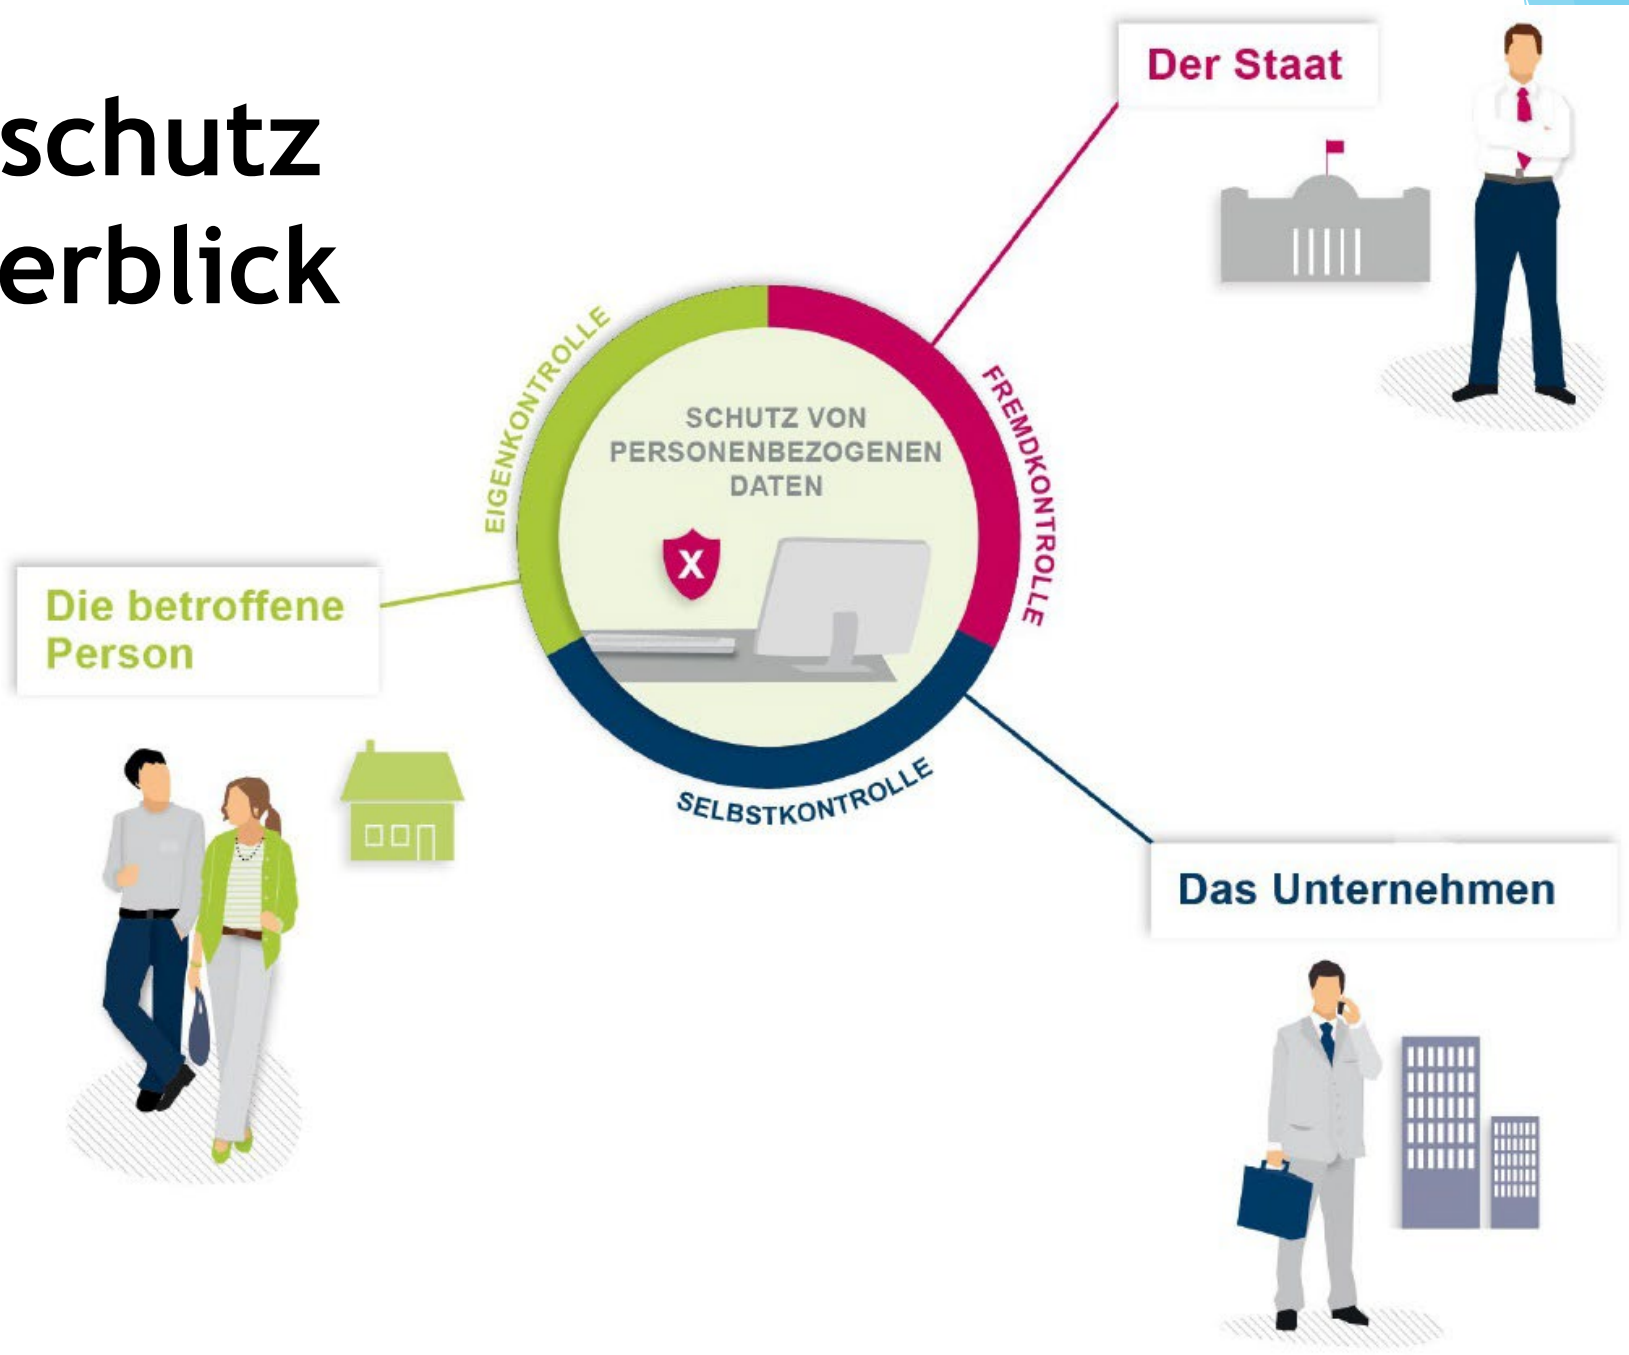 schutz
erblick
Der Staat
EIGENKONTROLLE
FREMDKONTROLLE
SCHUTZ VON
PERSONENBEZOGENEN
DATEN
X
Die betroffene
Person
SELBSTKONTROLLE
Das Unternehmen